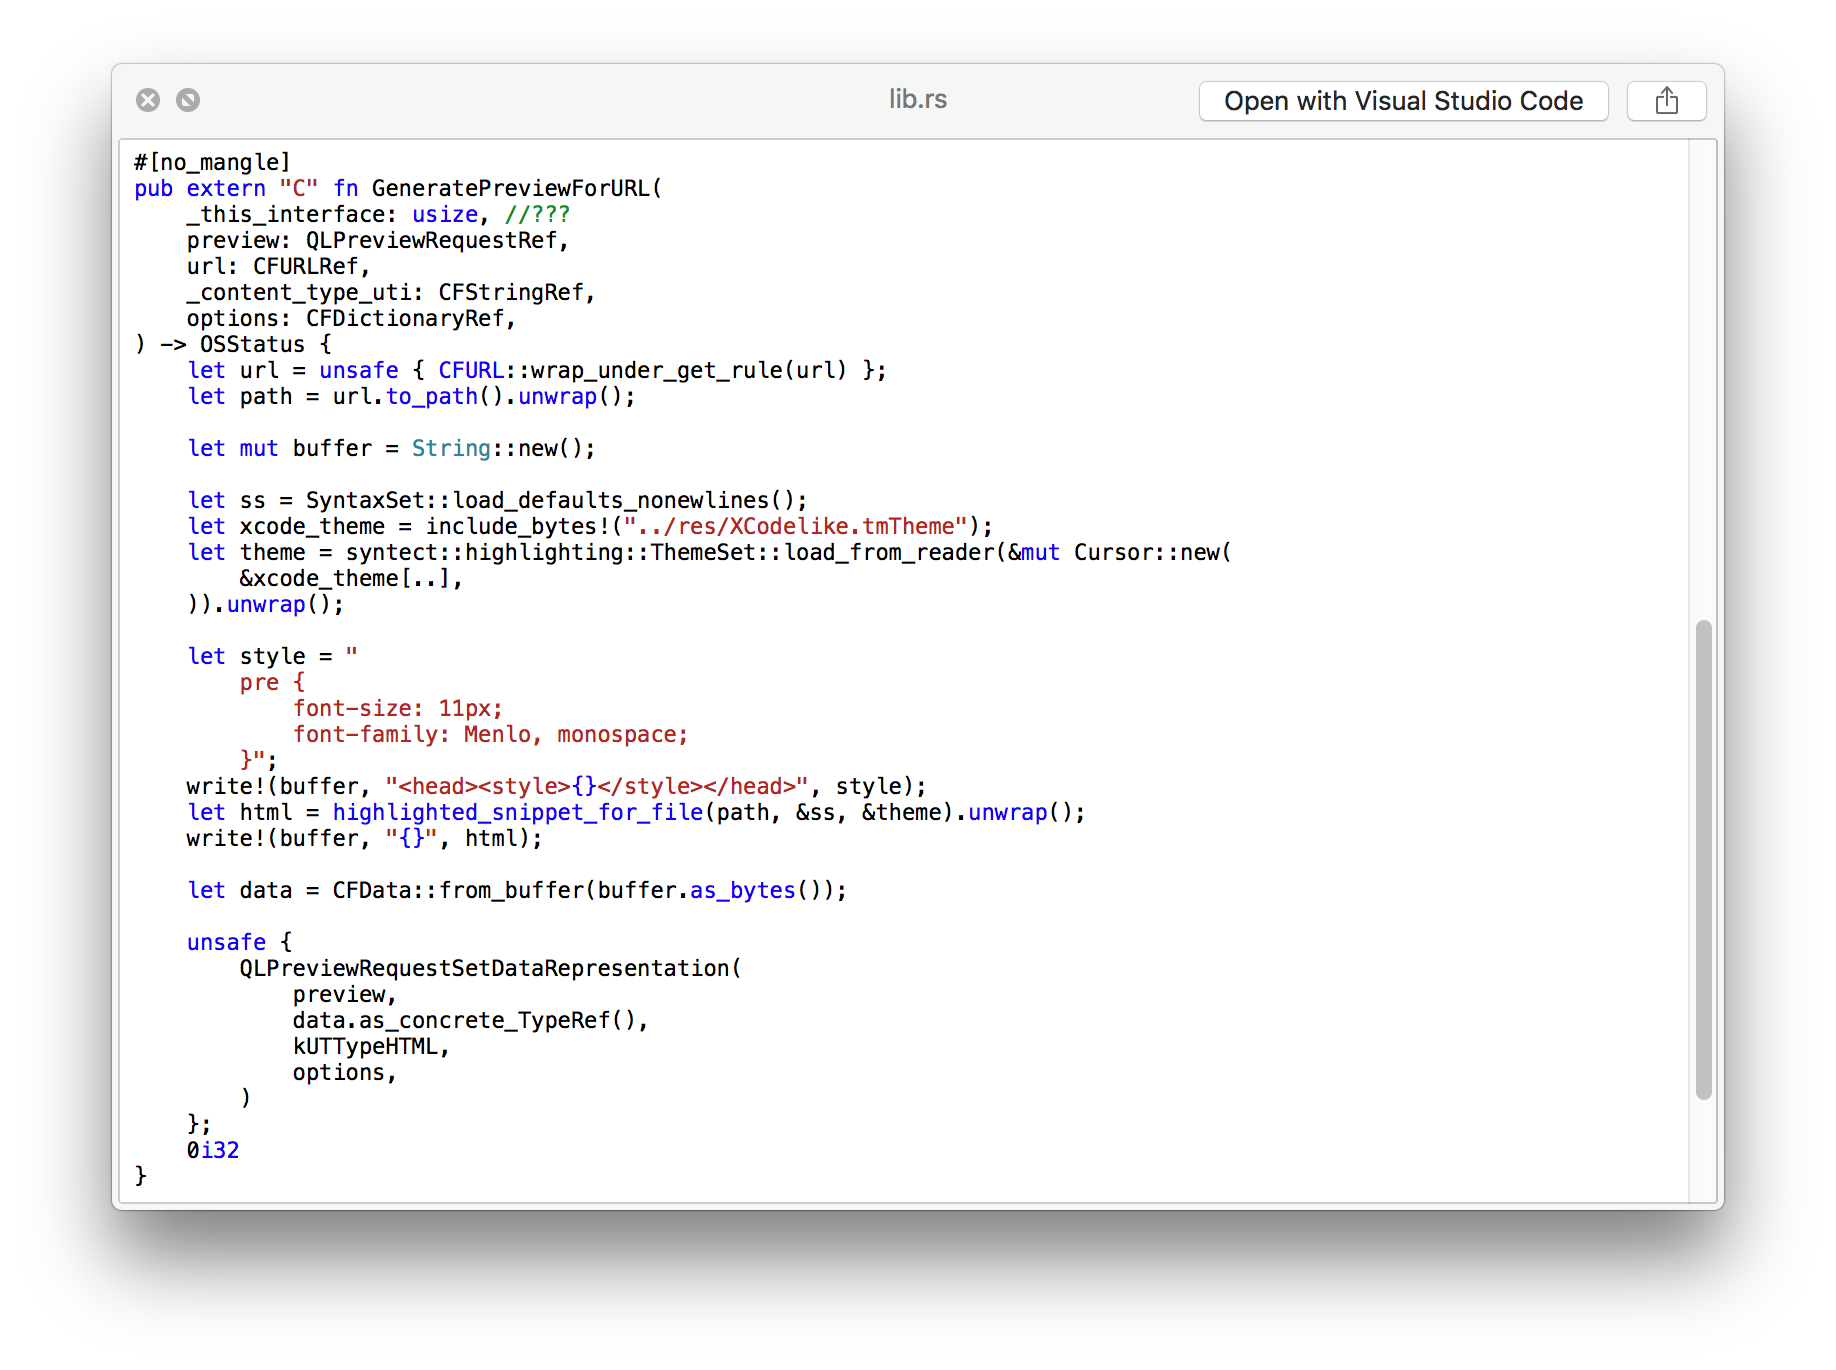 lib.rs
Open with Visual Studio Code
#[no_mangle]
pub extern "C" fn GeneratePreviewForURL(
    _this_interface: usize, //???
    preview: QLPreviewRequestRef,
    url: CFURLRef,
    _content_type_uti: CFStringRef,
    options: CFDictionaryRef,
) -> OSStatus {
    let url = unsafe { CFURL::wrap_under_get_rule(url) };
    let path = url.to_path().unwrap();

    let mut buffer = String::new();

    let ss = SyntaxSet::load_defaults_nonewlines();
    let xcode_theme = include_bytes!("../res/XCodelike.tmTheme");
    let theme = syntect::highlighting::ThemeSet::load_from_reader(&mut Cursor::new(
        &xcode_theme[..],
    )).unwrap();

    let style = "
        pre {
            font-size: 11px;
            font-family: Menlo, monospace;
        }";
    write!(buffer, "<head><style>{}</style></head>", style);
    let html = highlighted_snippet_for_file(path, &ss, &theme).unwrap();
    write!(buffer, "{}", html);

    let data = CFData::from_buffer(buffer.as_bytes());

    unsafe {
        QLPreviewRequestSetDataRepresentation(
            preview,
            data.as_concrete_TypeRef(),
            kUTTypeHTML,
            options,
        )
    };
    0i32
}